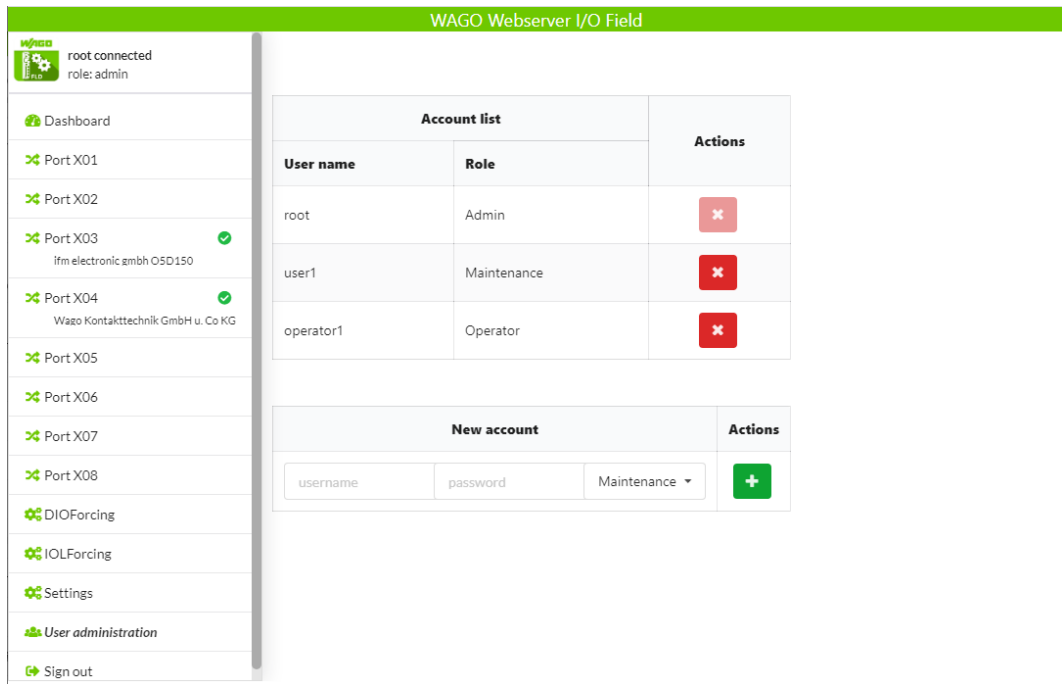 WAGO Webserver I/O Field
WAGO
FLD
root connected
role: admin
Dashboard
Port X01
Port X02
Port X03
ifm electronic gmbh O5D150
Port X04
Wago Kontakttechnik GmbH u. Co KG
Port X05
Port X06
Port X07
Port X08
DIOForcing
IOLForcing
Settings
User administration
Sign out
Account list
Actions
User name Role
root Admin
user1 Maintenance
operator1 Operator
New account Actions
username password Maintenance